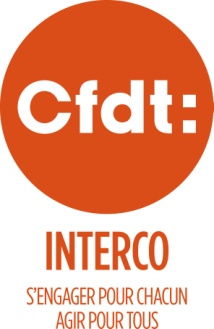 Cfdt:
INTERCO
S'ENGAGER POUR CHACUN
AGIR POUR TOUS